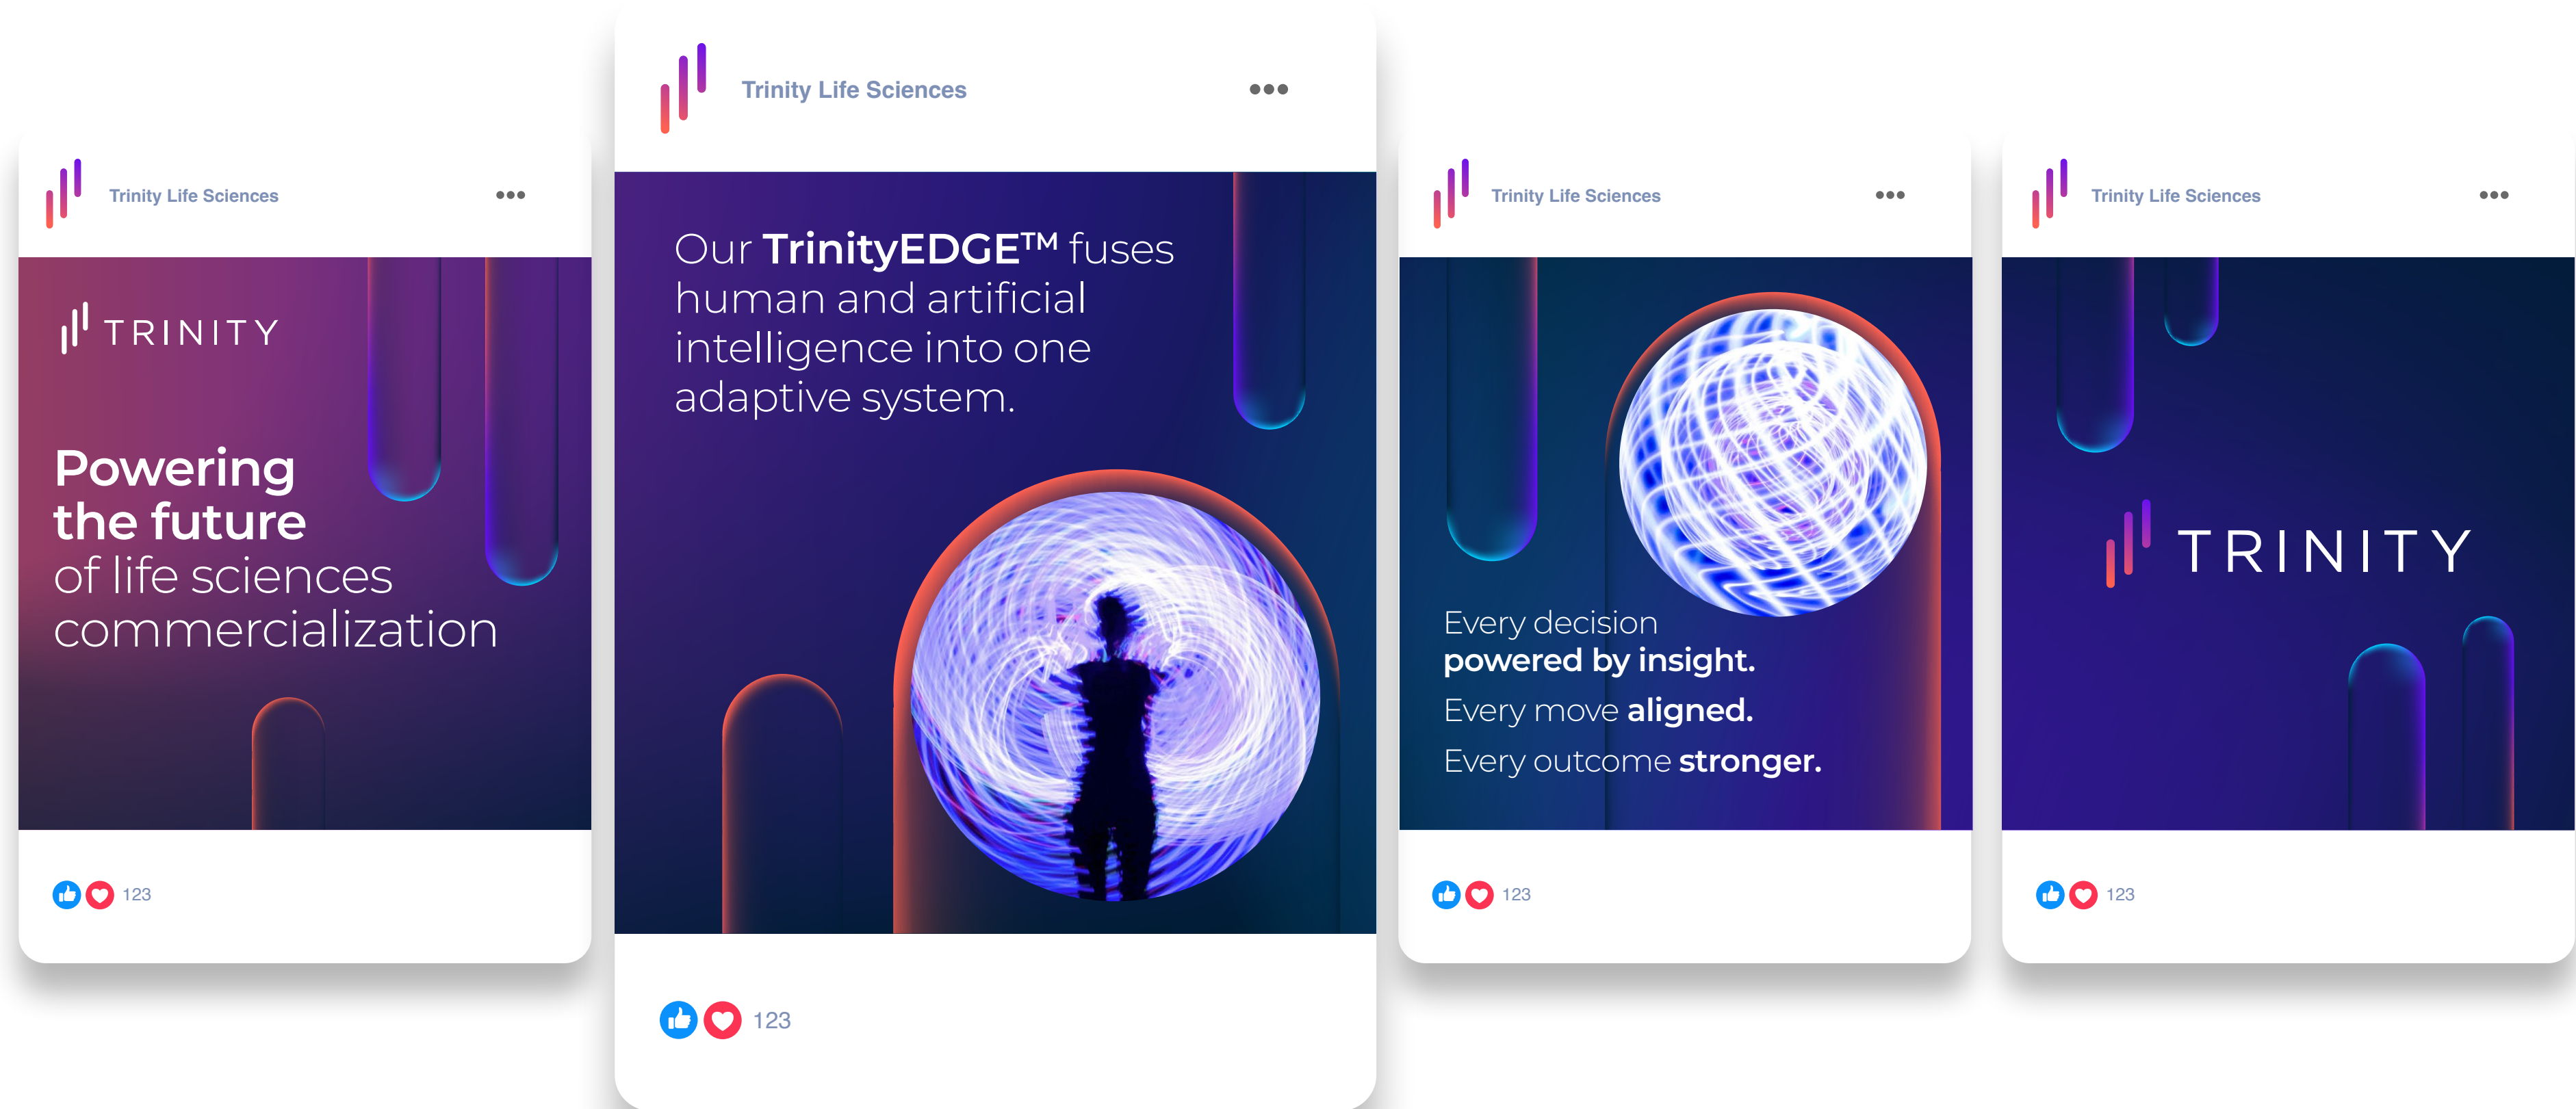 Trinity Life Sciences
TRINITY
Powering
the future
of life sciences
commercialization
123
Trinity Life Sciences
Our TrinityEDGE™ fuses
human and artificial
intelligence into one
adaptive system.
123
Trinity Life Sciences
Every decision
powered by insight.
Every move aligned.
Every outcome stronger.
123
Trinity Life Sciences
TRINITY
123